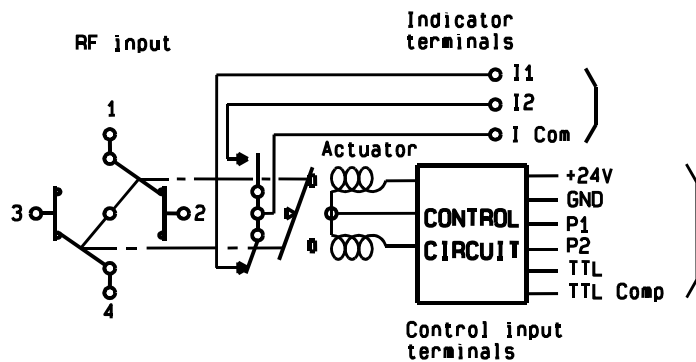 Indicator
terminals
RF input
I1
I2
1
I Com
Actuator
+24V
GND
3
2
CONTROL
P1
CIRCUIT
P2
TTL
4
TTL Comp
Control input
terminals